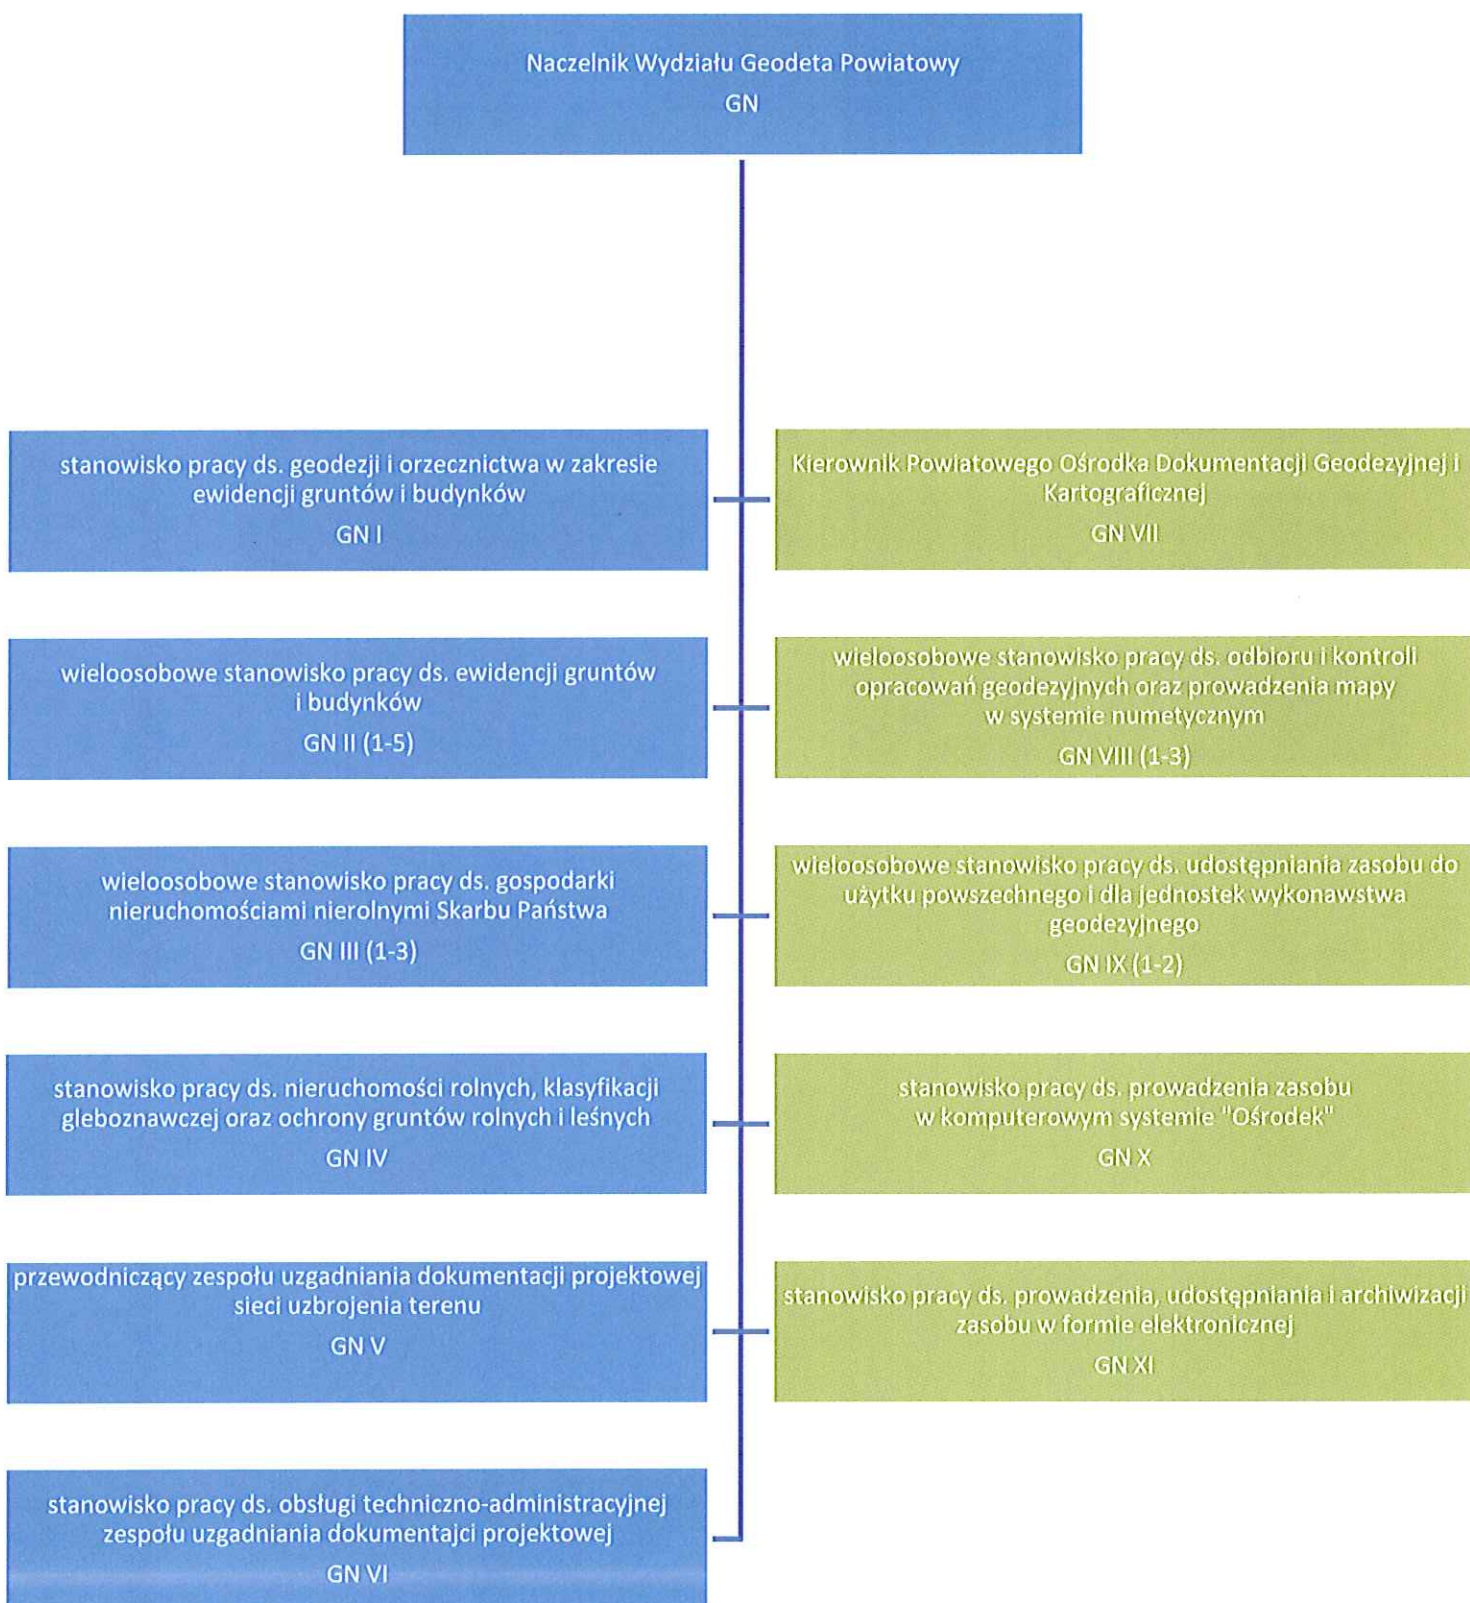 Naczelnik Wydziału Geodeta Powiatowy
GN
stanowisko pracy ds. geodezji i orzecznictwa w zakresie
ewidencji gruntów i budynków
GN I
Kierownik Powiatowego Ośrodka Dokumentacji Geodezyjnej i
Kartograficznej
GN VII
wieloosobowe stanowisko pracy ds. ewidencji gruntów
i budynków
GN II (1-5)
wieloosobowe stanowisko pracy ds. odbioru i kontroli
opracowań geodezyjnych oraz prowadzenia mapy
w systemie numetycznym
GN VIII (1-3)
wieloosobowe stanowisko pracy ds. gospodarki
nieruchomościami nierolnymi Skarbu Państwa
GN III (1-3)
wieloosobowe stanowisko pracy ds. udostępniania zasobu do
użytku powszechnego i dla jednostek wykonawstwa
geodezyjnego
GN IX (1-2)
stanowisko pracy ds. nieruchomości rolnych, klasyfikacji
gleboznawczej oraz ochrony gruntów rolnych i leśnych
GN IV
stanowisko pracy ds. prowadzenia zasobu
w komputerowym systemie "Ośrodek"
GN X
przewodniczący zespołu uzgadniania dokumentacji projektowej
sieci uzbrojenia terenu
GN V
stanowisko pracy ds. prowadzenia, udostępniania i archiwizacji
zasobu w formie elektronicznej
GN XI
stanowisko pracy ds. obsługi techniczno-administracyjnej
zespołu uzgadniania dokumentajci projektowej
GN VI